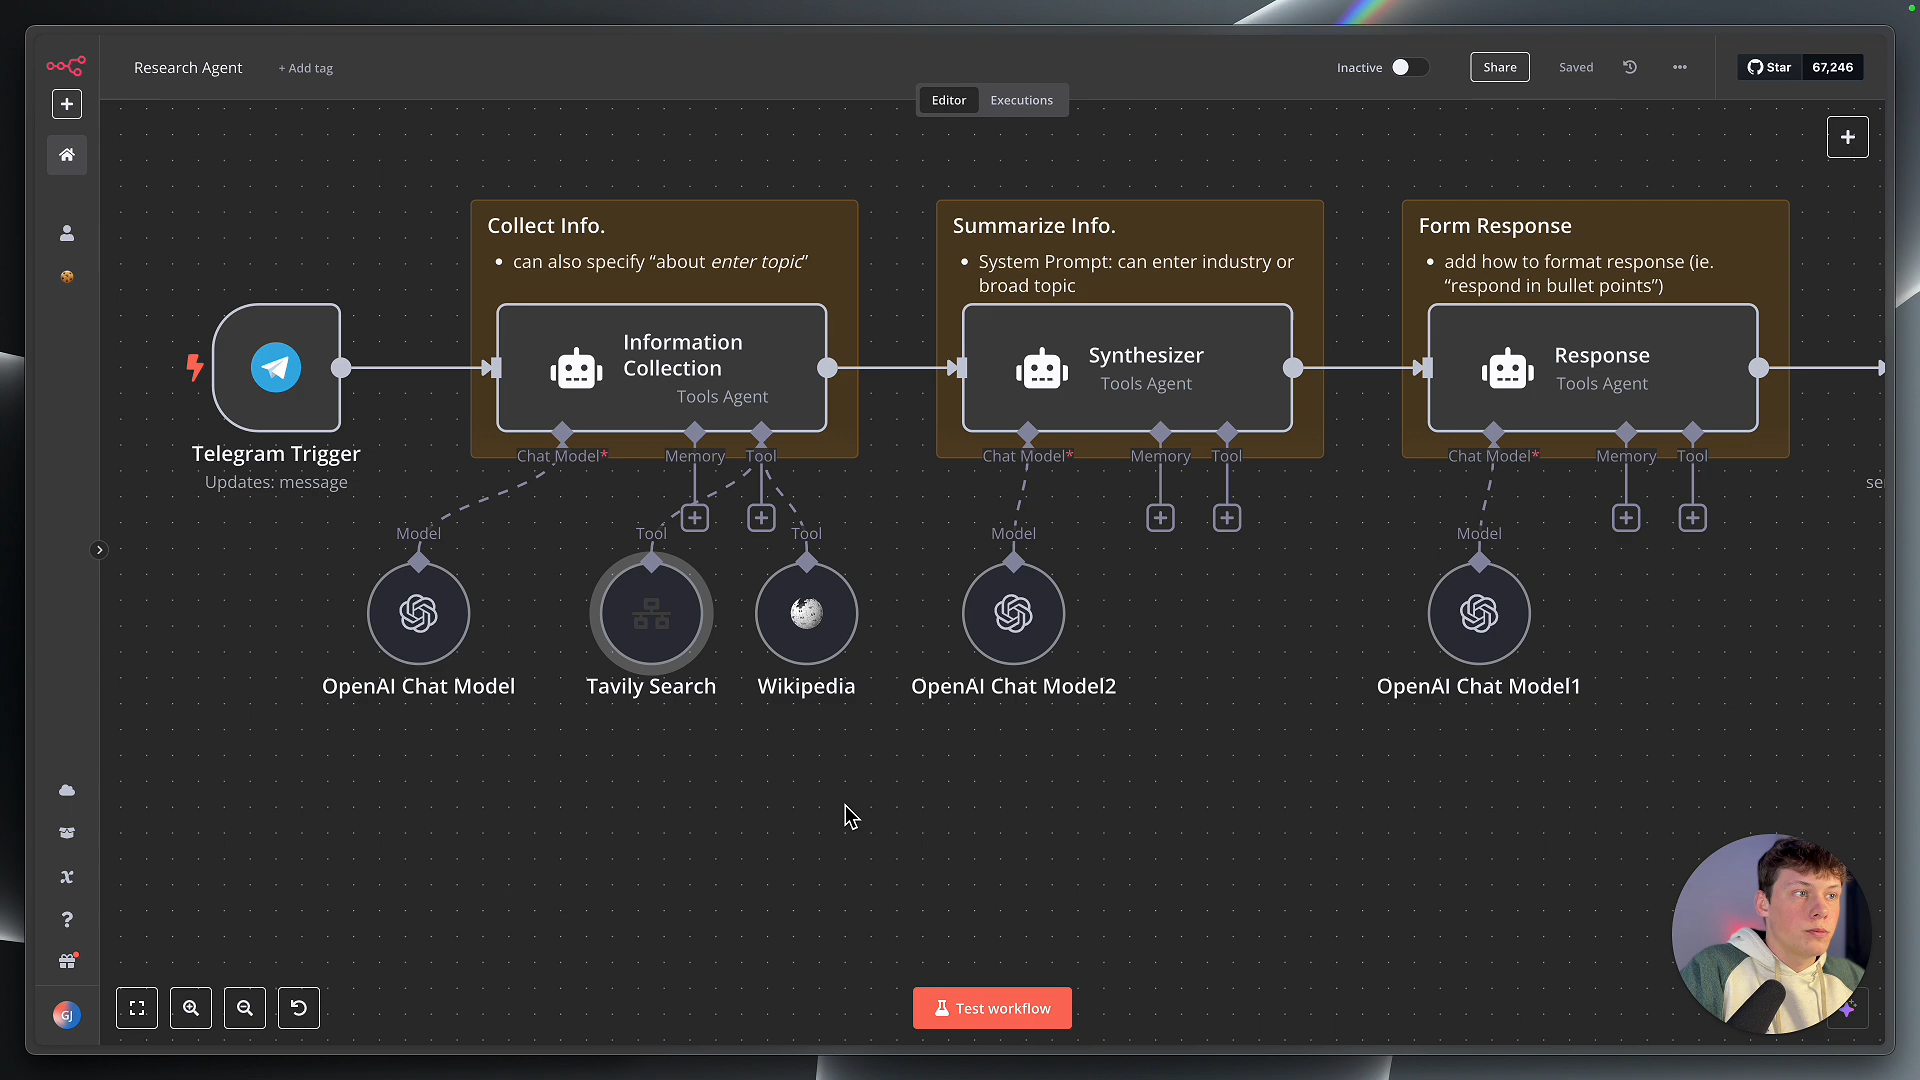 Research Agent
+ Add tag
Inactive
Share
Saved
Star
67,246
Editor
Executions
Collect Info.
• can also specify “about enter topic”
Summarize Info.
• System Prompt: can enter industry or
broad topic
Form Response
• add how to format response (ie.
“respond in bullet points”)
Information
Collection
Tools Agent
Synthesizer
Tools Agent
Response
Tools Agent
Telegram Trigger
Updates: message
Chat Model*
Memory
Tool
Chat Model*
Memory
Tool
Chat Model*
Memory
Tool
Model
Tool
Tool
Model
Model
OpenAI Chat Model
Tavily Search
Wikipedia
OpenAI Chat Model2
OpenAI Chat Model1
Test workflow
GJ